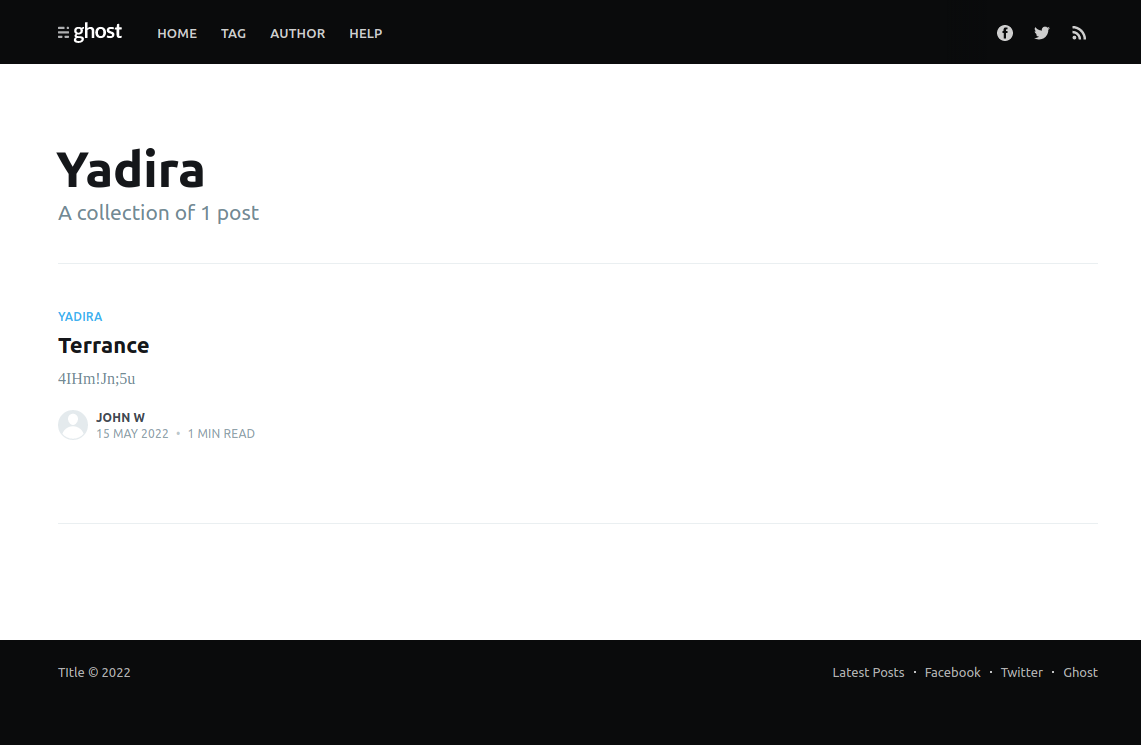 ghost HOME TAG AUTHOR HELP
Yadira
A collection of 1 post
YADIRA
Terrance
4IHm!Jn;5u
JOHN W
15 MAY 2022 • 1 MIN READ
TItle © 2022 Latest Posts • Facebook • Twitter • Ghost